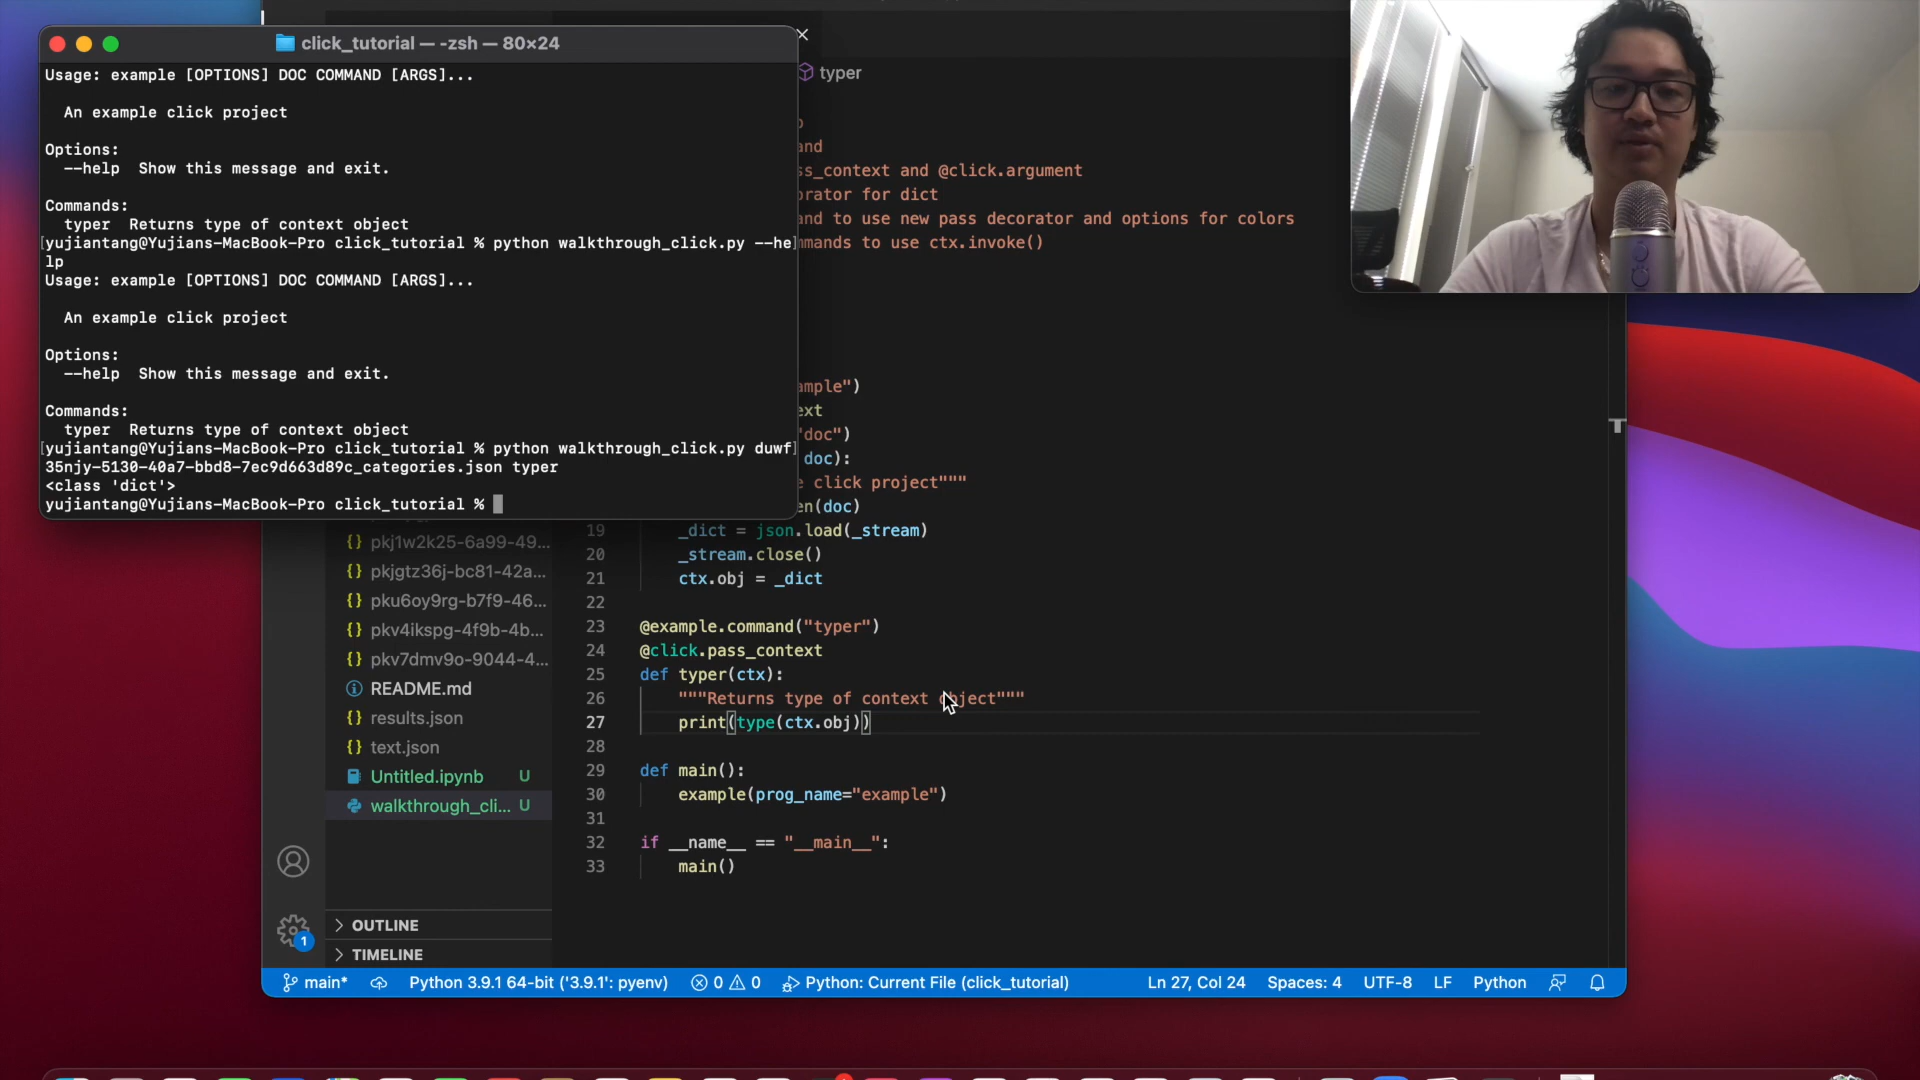 click_tutorial — -zsh — 80×24
Usage: example [OPTIONS] DOC COMMAND [ARGS]...
An example click project
Options:
--help  Show this message and exit.
Commands:
typer  Returns type of context object
[yujiantang@Yujians-MacBook-Pro click_tutorial % python walkthrough_click.py --he]
lp
Usage: example [OPTIONS] DOC COMMAND [ARGS]...
An example click project
Options:
--help  Show this message and exit.
Commands:
typer  Returns type of context object
[yujiantang@Yujians-MacBook-Pro click_tutorial % python walkthrough_click.py duwf]
35njy-5130-40a7-bbd8-7ec9d663d89c_categories.json typer
<class 'dict'>
yujiantang@Yujians-MacBook-Pro click_tutorial %
typer
and
ss_context and @click.argument
orator for dict
and to use new pass decorator and options for colors
mmands to use ctx.invoke()
ample")
ext
"doc")
doc):
e click project"""
en(doc)
19 _dict = json.load(_stream)
20 _stream.close()
21 ctx.obj = _dict
22
23 @example.command("typer")
24 @click.pass_context
25 def typer(ctx):
26 """Returns type of context object"""
27 print(type(ctx.obj))
28
29 def main():
30 example(prog_name="example")
31
32 if __name__ == "__main__":
33 main()
{} pkj1w2k25-6a99-49...
{} pkjgtz36j-bc81-42a...
{} pku6oy9rg-b7f9-46...
{} pkv4ikspg-4f9b-4b...
{} pkv7dmv9o-9044-4...
README.md
{} results.json
{} text.json
Untitled.ipynb U
walkthrough_cli... U
OUTLINE
TIMELINE
1
main* Python 3.9.1 64-bit ('3.9.1': pyenv) 0 0 Python: Current File (click_tutorial) Ln 27, Col 24 Spaces: 4 UTF-8 LF Python